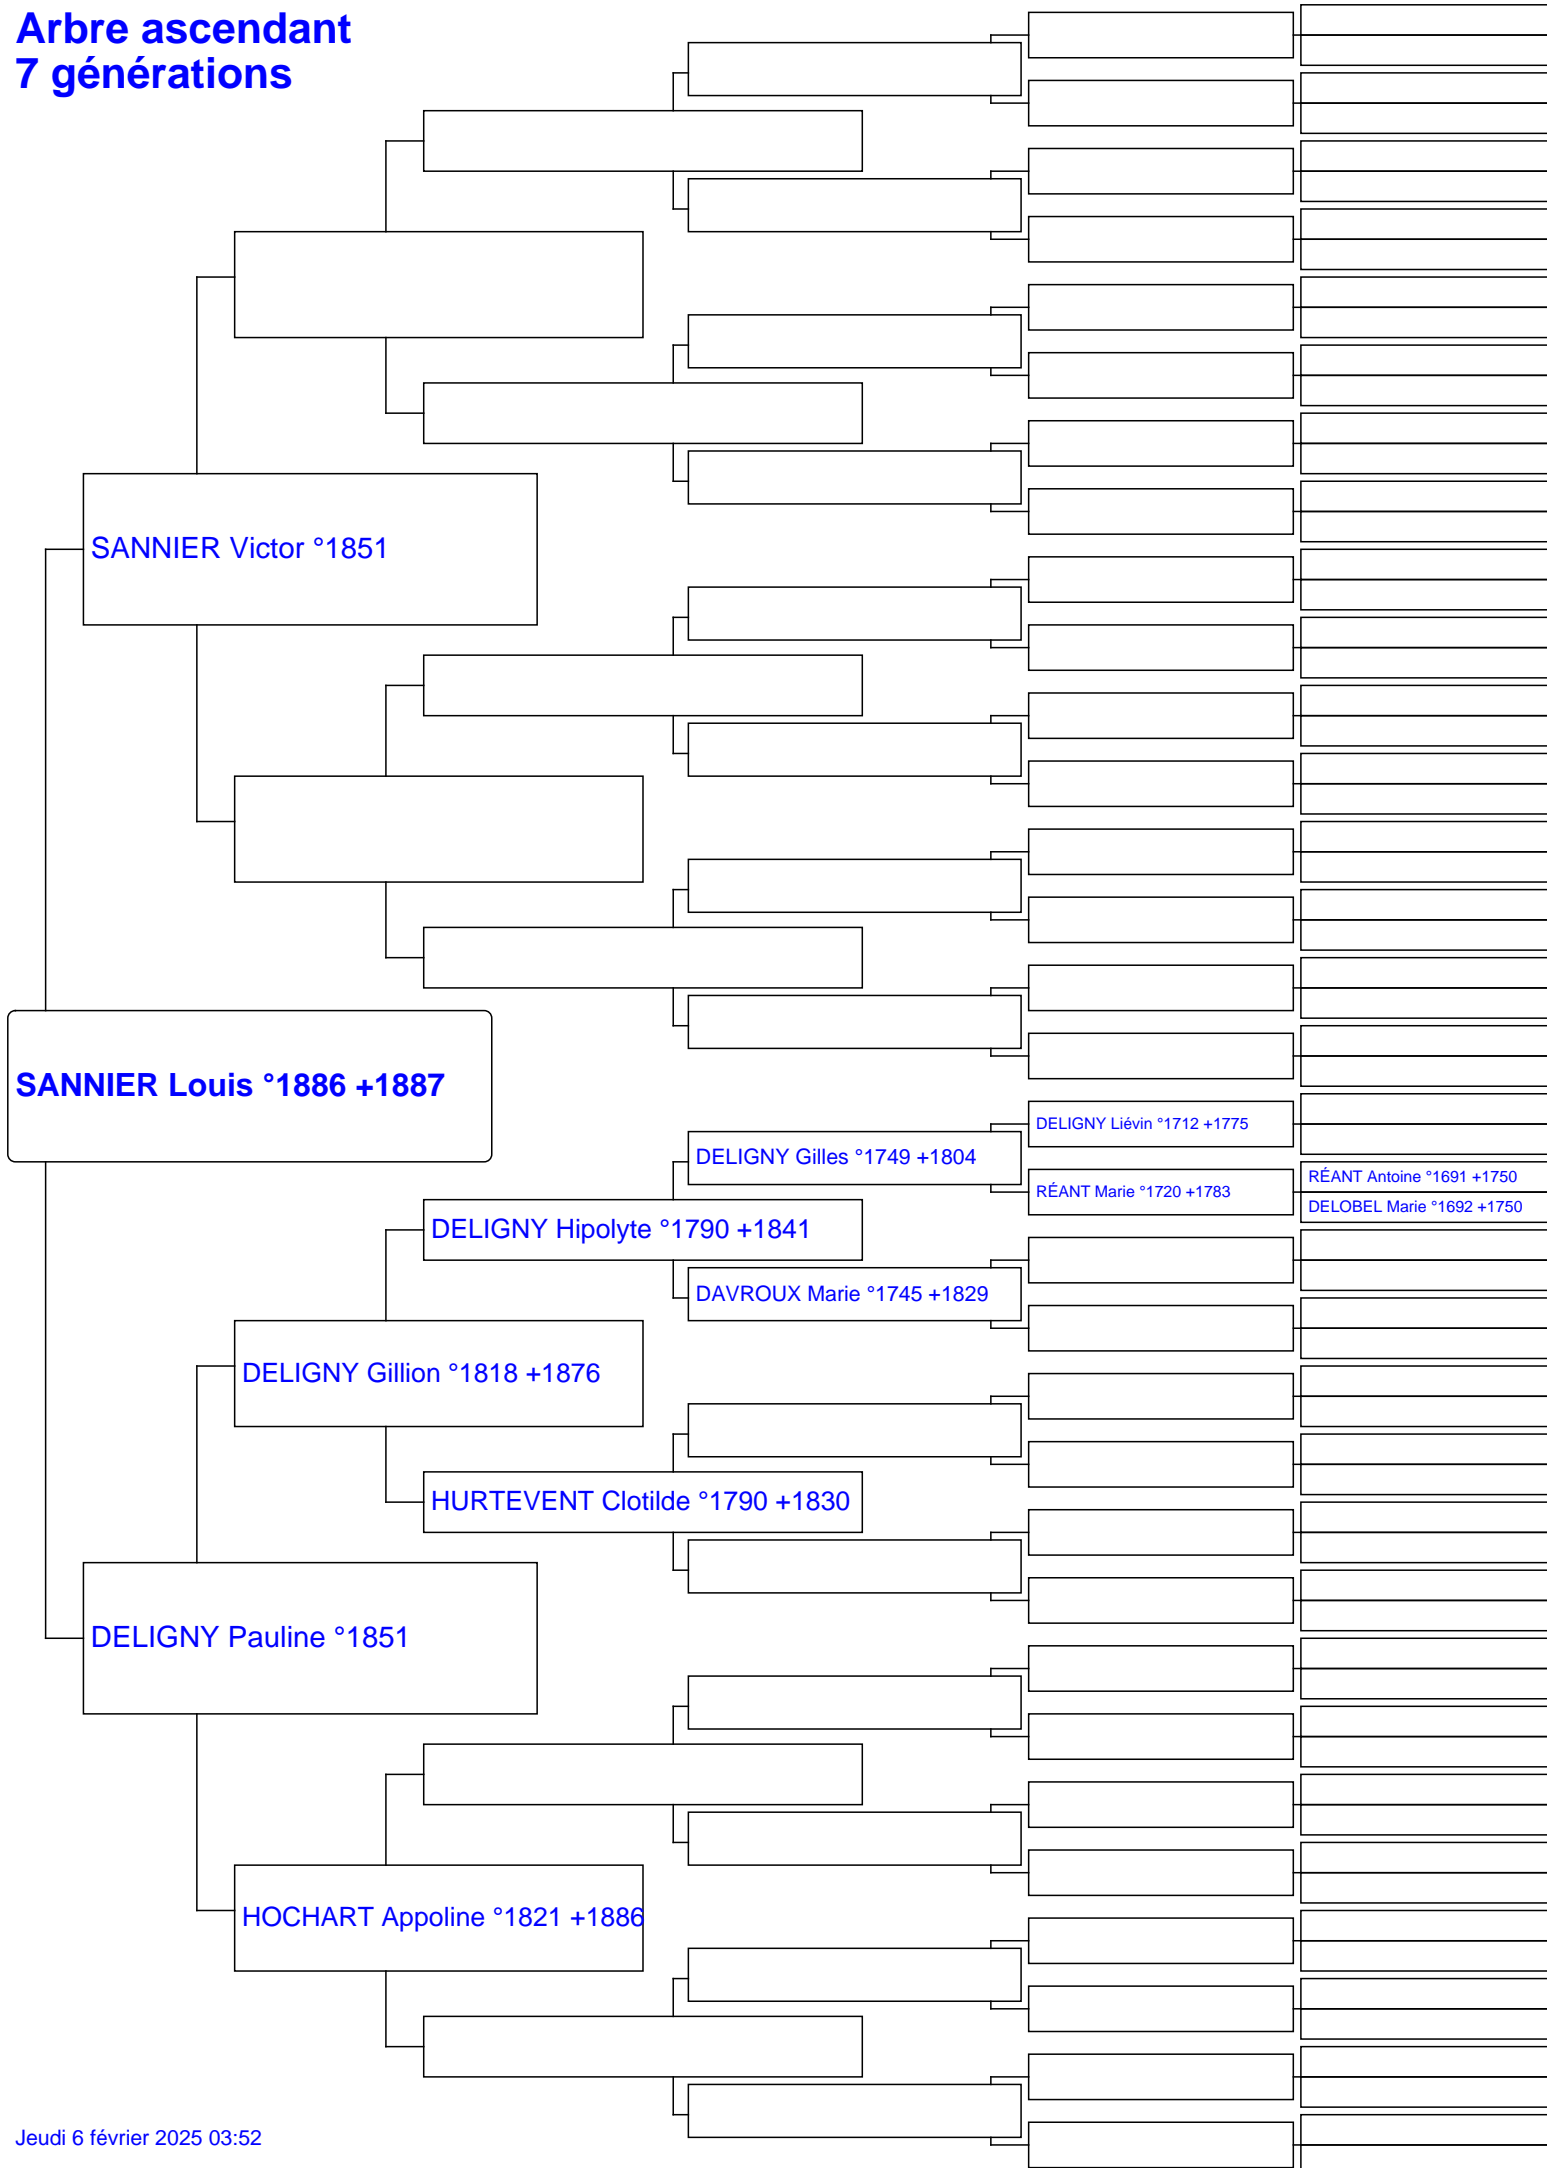 Arbre ascendant
7 générations
SANNIER Victor °1851
SANNIER Louis °1886 +1887
DELIGNY Liévin °1712 +1775
DELIGNY Gilles °1749 +1804
RÉANT Antoine °1691 +1750
RÉANT Marie °1720 +1783
DELOBEL Marie °1692 +1750
DELIGNY Hipolyte °1790 +1841
DAVROUX Marie °1745 +1829
DELIGNY Gillion °1818 +1876
HURTEVENT Clotilde °1790 +1830
DELIGNY Pauline °1851
HOCHART Appoline °1821 +1886
Jeudi 6 février 2025 03:52